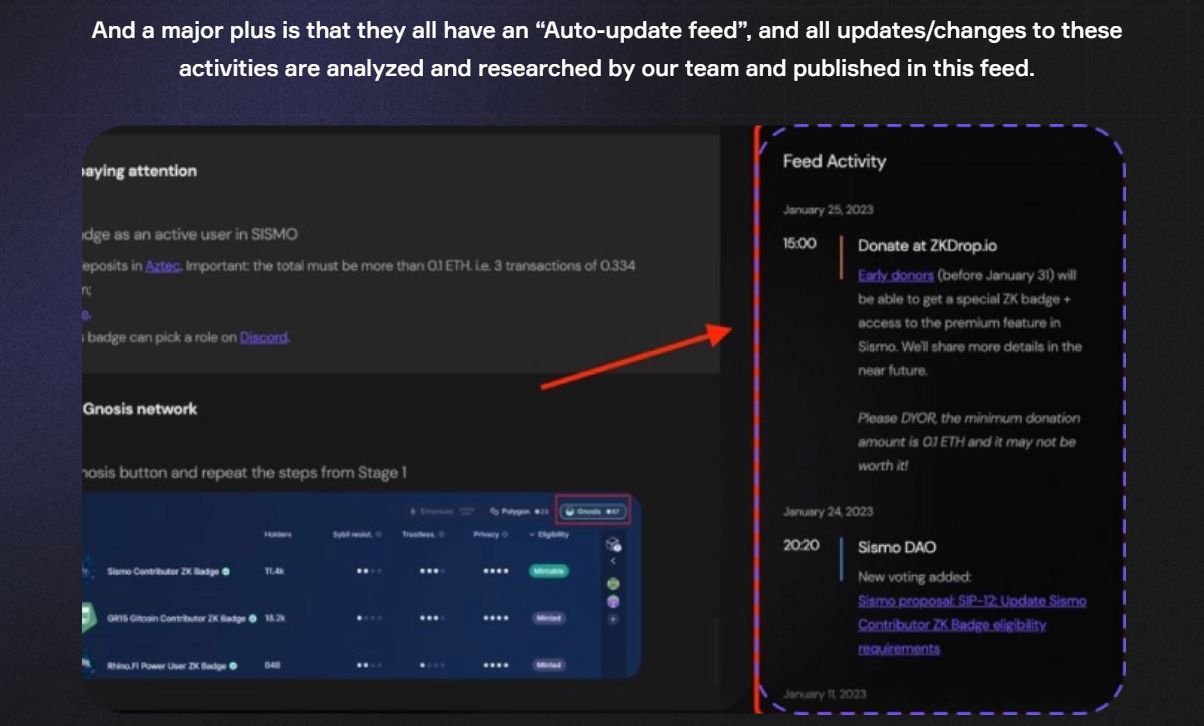 And a major plus is that they all have an “Auto-update feed”, and all updates/changes to these
activities are analyzed and researched by our team and published in this feed.
aying attention
dge as an active user in SISMO
eposits in Aztec. Important: the total must be more than 0.1 ETH. i.e. 3 transactions of 0.334
n;
e.
badge can pick a role on Discord.
Gnosis network
nosis button and repeat the steps from Stage 1
Ethereum Polygon Gnosis
Holders Sybil resist. Trustless. Privacy Eligibility
Sismo Contributor ZK Badge 11.4k Mintable
GR15 Gitcoin Contributor ZK Badge 18.2k Minted
Rhino.Fi Power User ZK Badge 848 Minted
Feed Activity
January 25, 2023
15:00 Donate at ZKDrop.io
Early donors (before January 31) will
be able to get a special ZK badge +
access to the premium feature in
Sismo. We'll share more details in the
near future.
Please DYOR, the minimum donation
amount is 0.1 ETH and it may not be
worth it!
January 24, 2023
20:20 Sismo DAO
New voting added:
Sismo proposal: SIP-12: Update Sismo
Contributor ZK Badge eligibility
requirements
January 11, 2023